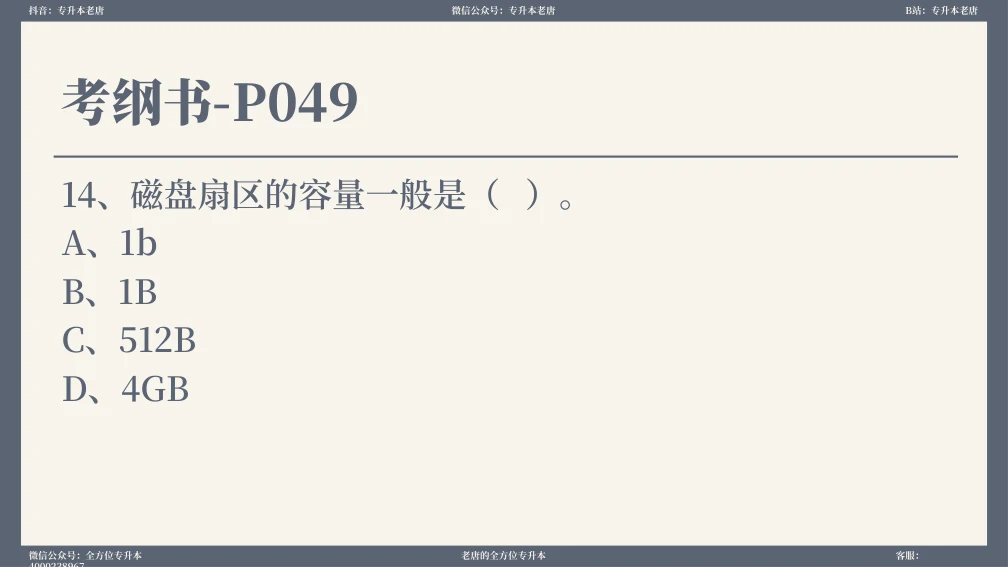 抖音：专升本老唐
微信公众号：专升本老唐
B站：专升本老唐
考纲书-P049
14、磁盘扇区的容量一般是（ ）。
A、1b
B、1B
C、512B
D、4GB
微信公众号：全方位专升本
老唐的全方位专升本
客服：
4000238967